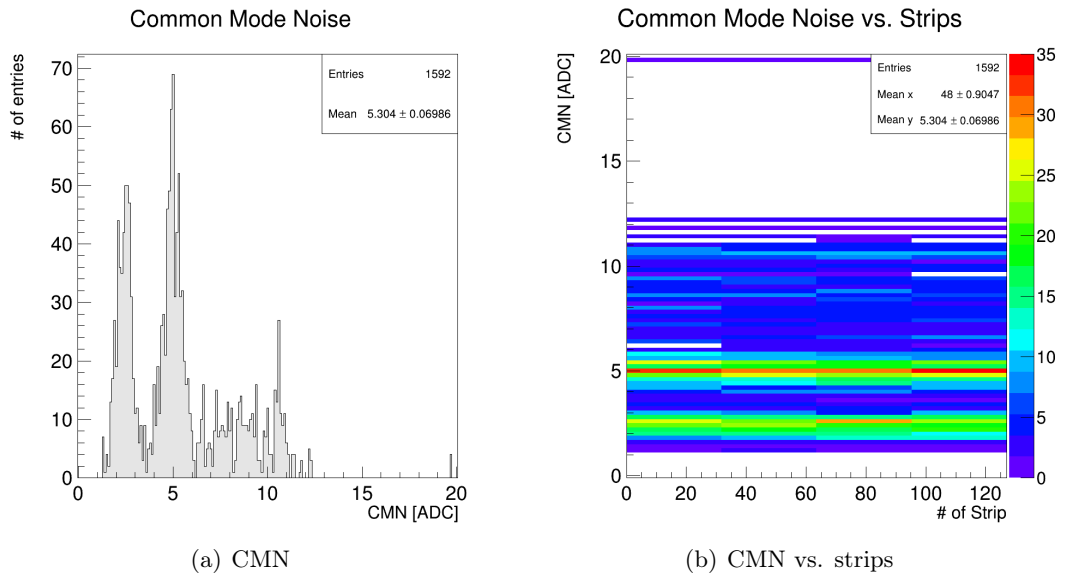 Common Mode Noise
# of entries
70
60
50
40
30
20
10
0
0 5 10 15 20
CMN [ADC]
Entries 1592
Mean 5.304 ± 0.06986
(a) CMN
Common Mode Noise vs. Strips
CMN [ADC]
20
15
10
5
0
0 20 40 60 80 100 120
# of Strip
Entries 1592
Mean x 48 ± 0.9047
Mean y 5.304 ± 0.06986
35
30
25
20
15
10
5
0
(b) CMN vs. strips